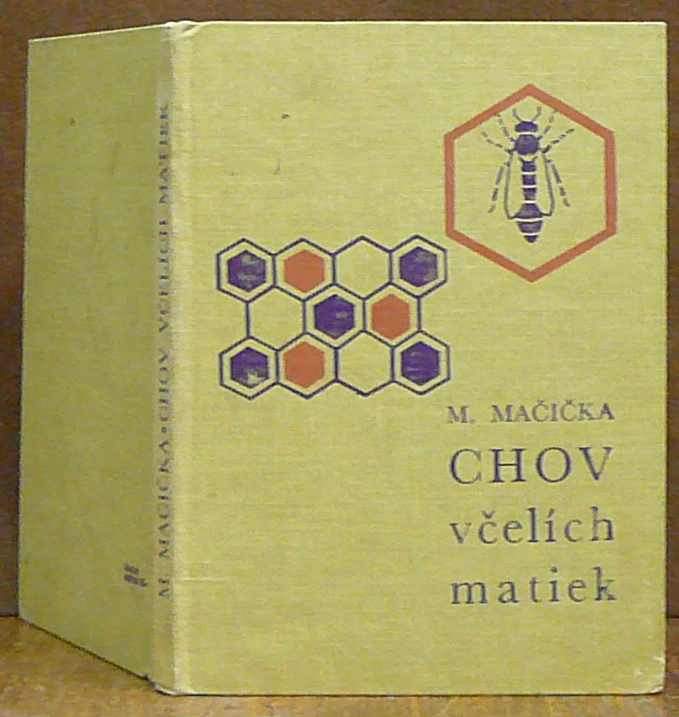 M. MAČIČKA • CHOV VČELÍCH MATIEK
M. MAČIČKA
CHOV
včelích
matiek